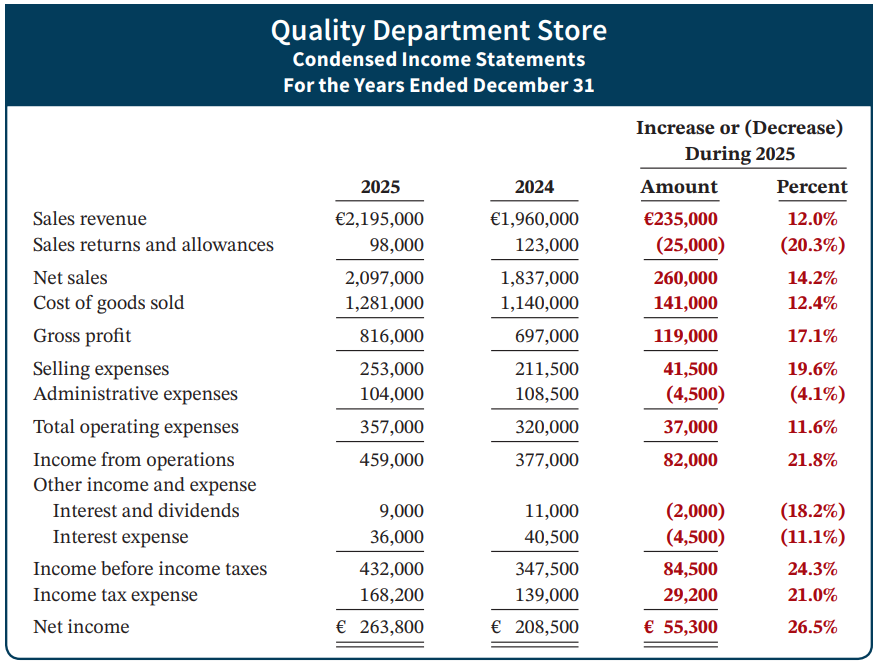 Quality Department Store
Condensed Income Statements
For the Years Ended December 31
Increase or (Decrease)
During 2025
2025 2024 Amount Percent
Sales revenue €2,195,000 €1,960,000 €235,000 12.0%
Sales returns and allowances 98,000 123,000 (25,000) (20.3%)
Net sales 2,097,000 1,837,000 260,000 14.2%
Cost of goods sold 1,281,000 1,140,000 141,000 12.4%
Gross profit 816,000 697,000 119,000 17.1%
Selling expenses 253,000 211,500 41,500 19.6%
Administrative expenses 104,000 108,500 (4,500) (4.1%)
Total operating expenses 357,000 320,000 37,000 11.6%
Income from operations 459,000 377,000 82,000 21.8%
Other income and expense
Interest and dividends 9,000 11,000 (2,000) (18.2%)
Interest expense 36,000 40,500 (4,500) (11.1%)
Income before income taxes 432,000 347,500 84,500 24.3%
Income tax expense 168,200 139,000 29,200 21.0%
Net income € 263,800 € 208,500 € 55,300 26.5%